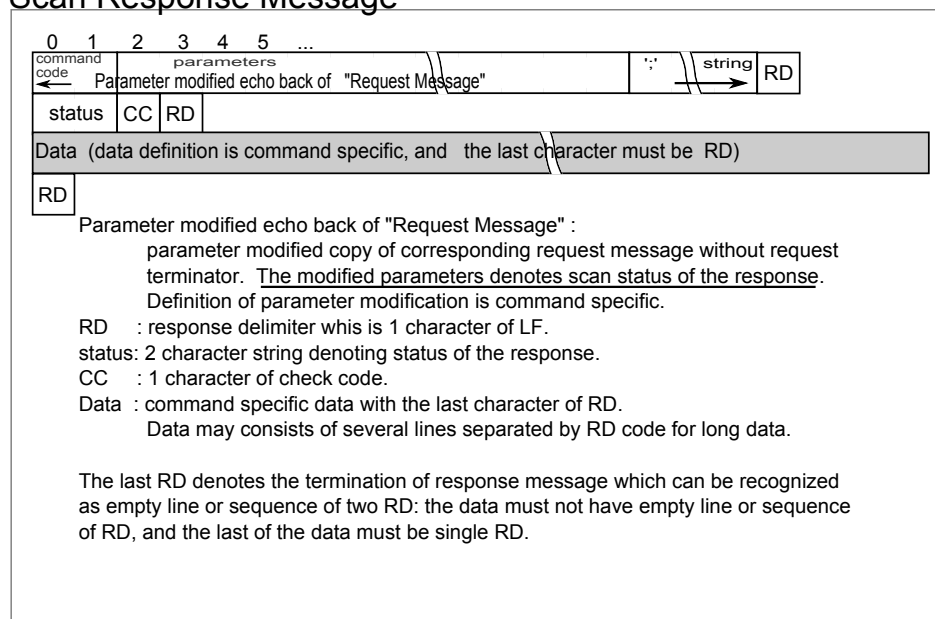 Scan Response Message
0 1 2 3 4 5 ...
command code parameters ';' string RD
Parameter modified echo back of "Request Message"
status CC RD
Data (data definition is command specific, and the last character must be RD)
RD
Parameter modified echo back of "Request Message" :
parameter modified copy of corresponding request message without request
terminator. The modified parameters denotes scan status of the response.
Definition of parameter modification is command specific.
RD : response delimiter whis is 1 character of LF.
status: 2 character string denoting status of the response.
CC : 1 character of check code.
Data : command specific data with the last character of RD.
Data may consists of several lines separated by RD code for long data.
The last RD denotes the termination of response message which can be recognized
as empty line or sequence of two RD: the data must not have empty line or sequence
of RD, and the last of the data must be single RD.